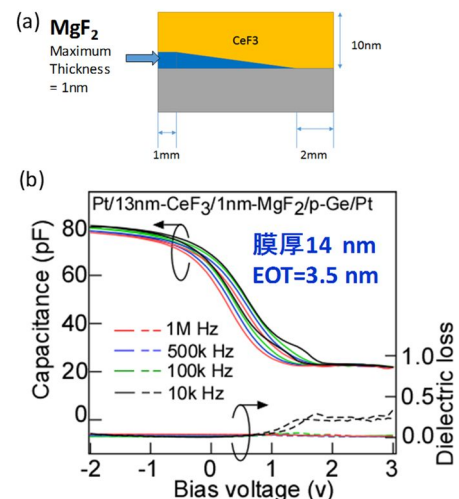 (a)
MgF2
Maximum
Thickness
= 1nm
CeF3
10nm
1mm
2mm
(b)
Pt/13nm-CeF3/1nm-MgF2/p-Ge/Pt
膜厚14 nm
EOT=3.5 nm
80
60
40
20
0
Capacitance (pF)
1M Hz
500k Hz
100k Hz
10k Hz
1.0
0.5
0.0
Dielectric loss
-2 -1 0 1 2 3
Bias voltage (v)